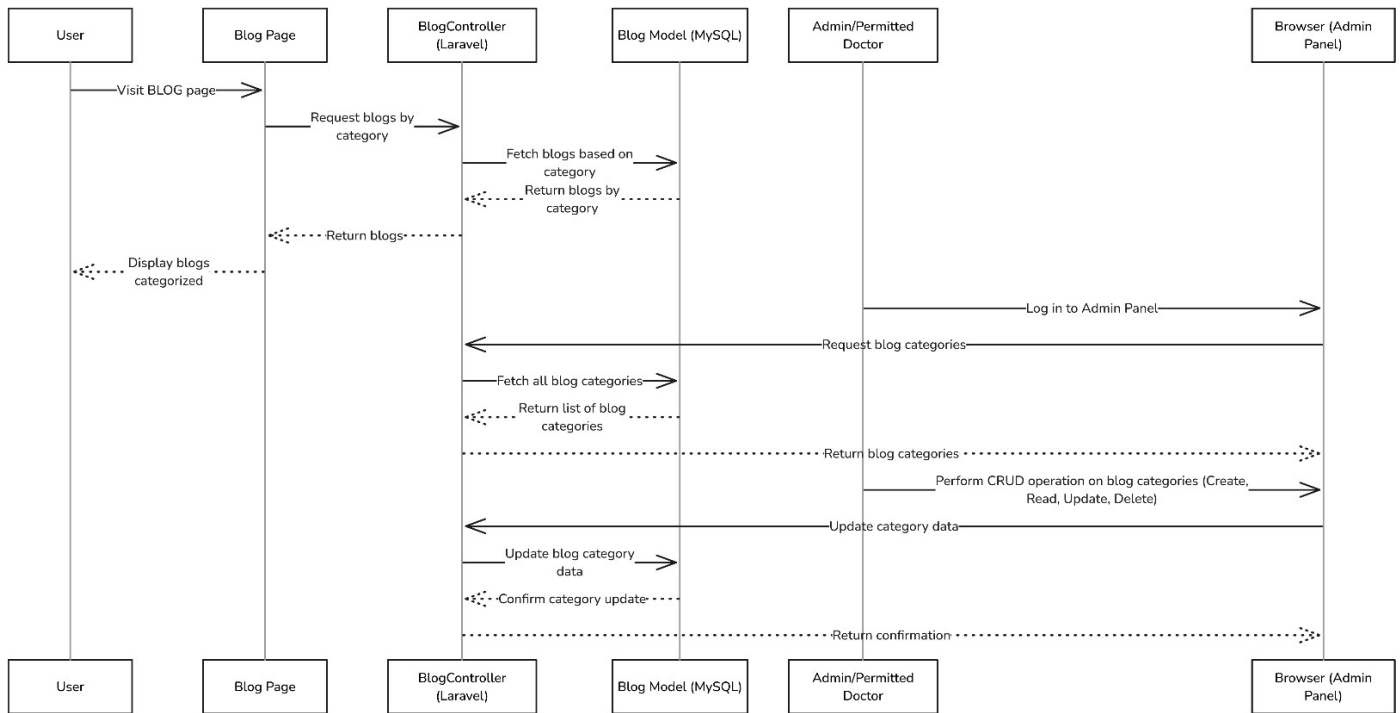 User
Blog Page
BlogController
(Laravel)
Blog Model (MySQL)
Admin/Permitted
Doctor
Browser (Admin
Panel)
Visit BLOG page
Request blogs by
category
Fetch blogs based on
category
Return blogs by
category
Return blogs
Display blogs
categorized
Log in to Admin Panel
Request blog categories
Fetch all blog categories
Return list of blog
categories
Return blog categories
Perform CRUD operation on blog categories (Create,
Read, Update, Delete)
Update category data
Update blog category
data
Confirm category update
Return confirmation
User
Blog Page
BlogController
(Laravel)
Blog Model (MySQL)
Admin/Permitted
Doctor
Browser (Admin
Panel)